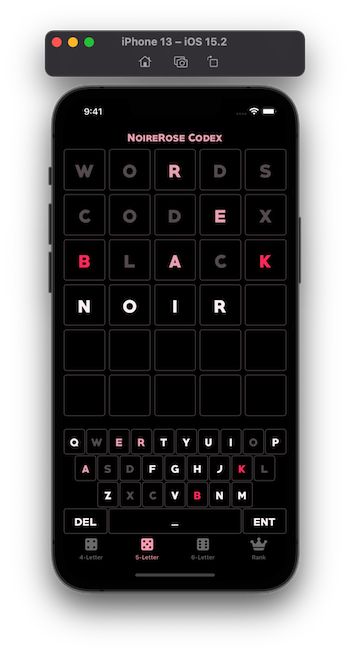 iPhone 13 – iOS 15.2
9:41
NoireRose Codex
W O R D S
C O D E X
B L A C K
N O I R
Q W E R T Y U I O P
A S D F G H J K L
Z X C V B N M
DEL _ ENT
4-Letter 5-Letter 6-Letter Rank